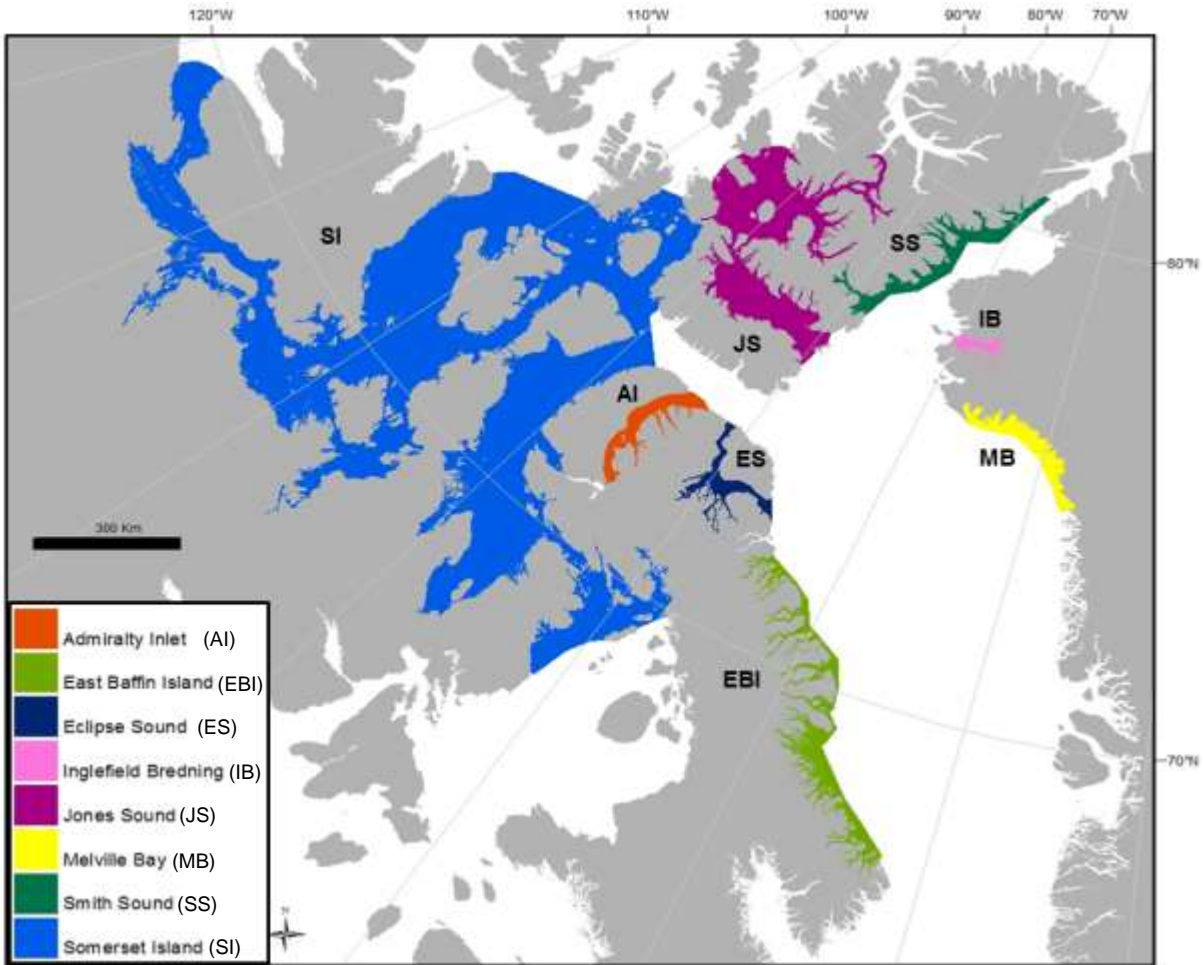 120°W 110°W 100°W 90°W 80°W 70°W
SI
SS
80°N
IB
JS
AI
ES
MB
300 Km
EBI
70°N
Admiralty Inlet (AI)
East Baffin Island (EBI)
Eclipse Sound (ES)
Inglefield Bredning (IB)
Jones Sound (JS)
Melville Bay (MB)
Smith Sound (SS)
Somerset Island (SI)
N